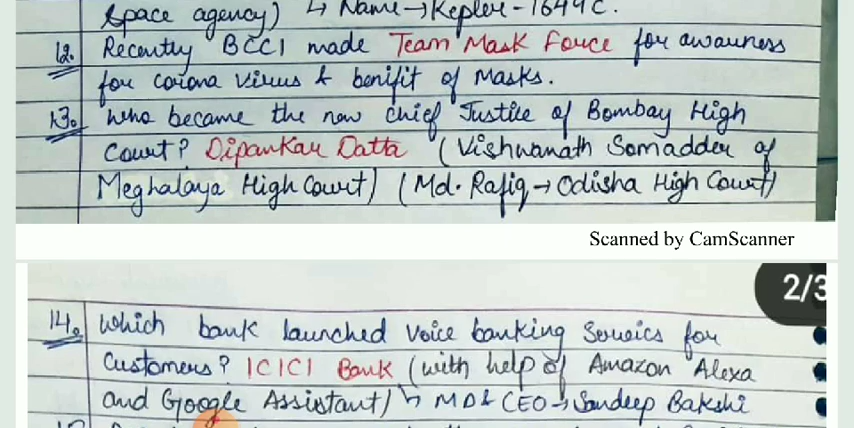 space agency) ↳ Name → Kepler - 1649C.
12. Recently BCCI made Team Mask Force for awarness
for corona virus & benifit of Masks.
13. who became the new chief Justice of Bombay High
Court? Dipankar Datta (Vishwanath Somadder of
Meghalaya High Court) (Md. Rafiq → Odisha High Court)
Scanned by CamScanner
2/3
14. Which bank launched voice banking Serveics for
Customers? ICICI Bank (with help of Amazon Alexa
and Google Assistant) ↳ MD & CEO → Sandeep Bakshi